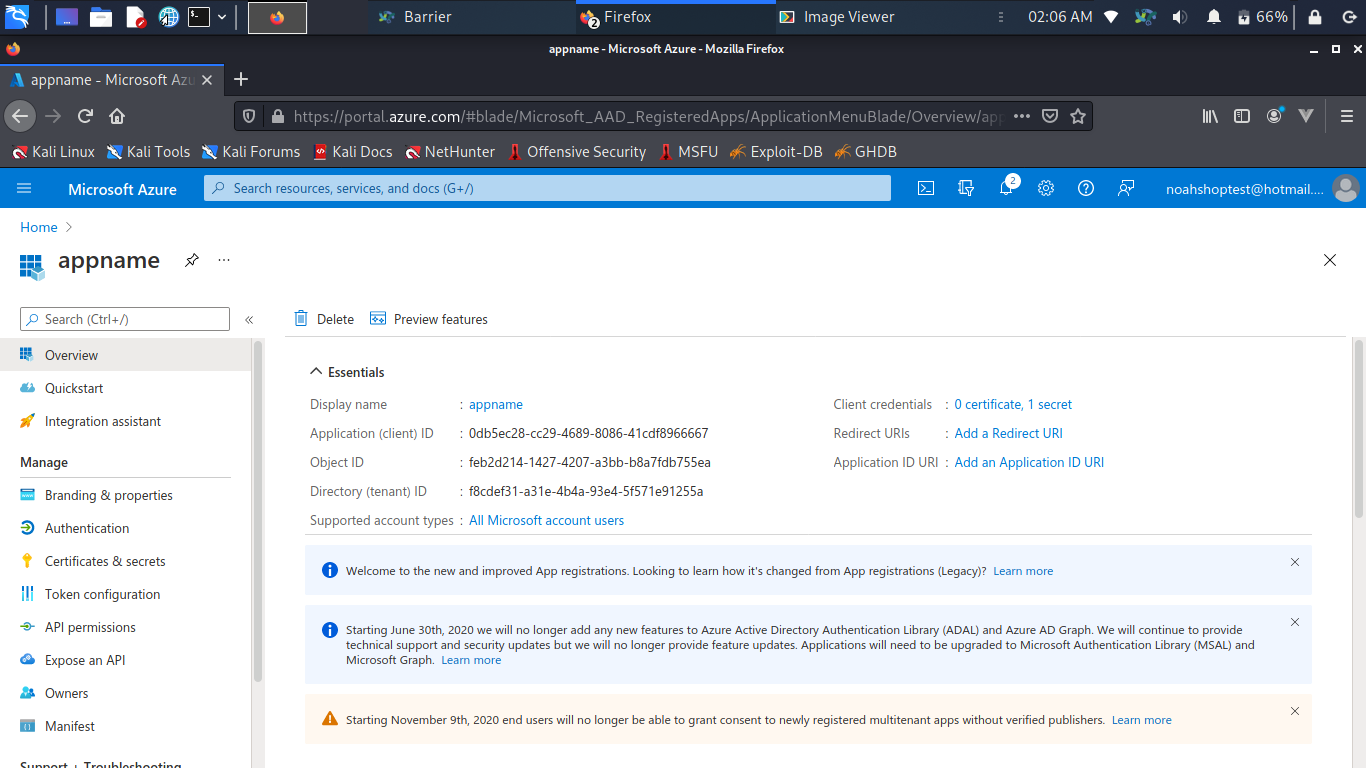 Barrier
2
Firefox
Image Viewer
02:06 AM
66%
appname - Microsoft Azure - Mozilla Firefox
appname - Microsoft Azu
https://portal.azure.com/#blade/Microsoft_AAD_RegisteredApps/ApplicationMenuBlade/Overview/app
Kali Linux
Kali Tools
Kali Forums
Kali Docs
NetHunter
Offensive Security
MSFU
Exploit-DB
GHDB
Microsoft Azure
Search resources, services, and docs (G+/)
2
noahshoptest@hotmail....
Home
appname
Search (Ctrl+/)
«
Delete
Preview features
Overview
Quickstart
Integration assistant
Manage
Branding & properties
Authentication
Certificates & secrets
Token configuration
API permissions
Expose an API
Owners
Manifest
Support + Troubleshooting
Essentials
Display name : appname
Application (client) ID : 0db5ec28-cc29-4689-8086-41cdf8966667
Object ID : feb2d214-1427-4207-a3bb-b8a7fdb755ea
Directory (tenant) ID : f8cdef31-a31e-4b4a-93e4-5f571e91255a
Supported account types : All Microsoft account users
Client credentials : 0 certificate, 1 secret
Redirect URIs : Add a Redirect URI
Application ID URI : Add an Application ID URI
Welcome to the new and improved App registrations. Looking to learn how it's changed from App registrations (Legacy)? Learn more
Starting June 30th, 2020 we will no longer add any new features to Azure Active Directory Authentication Library (ADAL) and Azure AD Graph. We will continue to provide
technical support and security updates but we will no longer provide feature updates. Applications will need to be upgraded to Microsoft Authentication Library (MSAL) and
Microsoft Graph. Learn more
Starting November 9th, 2020 end users will no longer be able to grant consent to newly registered multitenant apps without verified publishers. Learn more